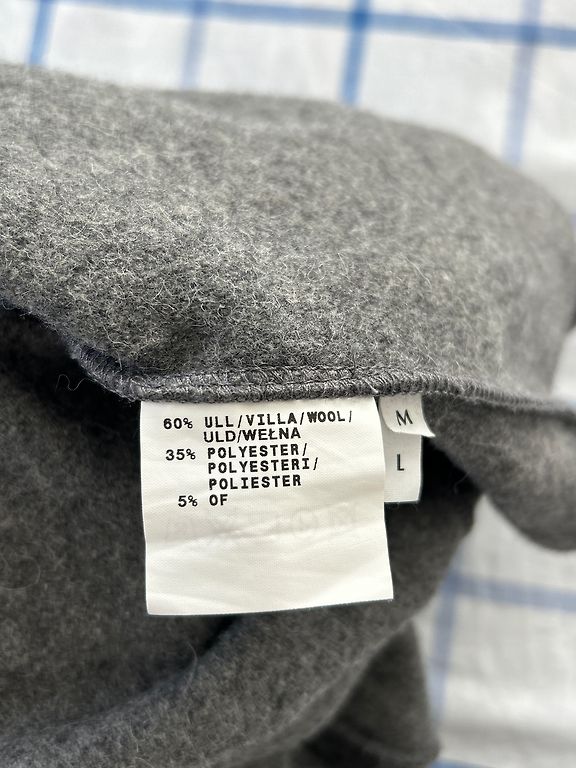 60% ULL/VILLA/WOOL/
ULD/WEŁNA
35% POLYESTER/
POLYESTERI/
POLIESTER
5% OF
M
L